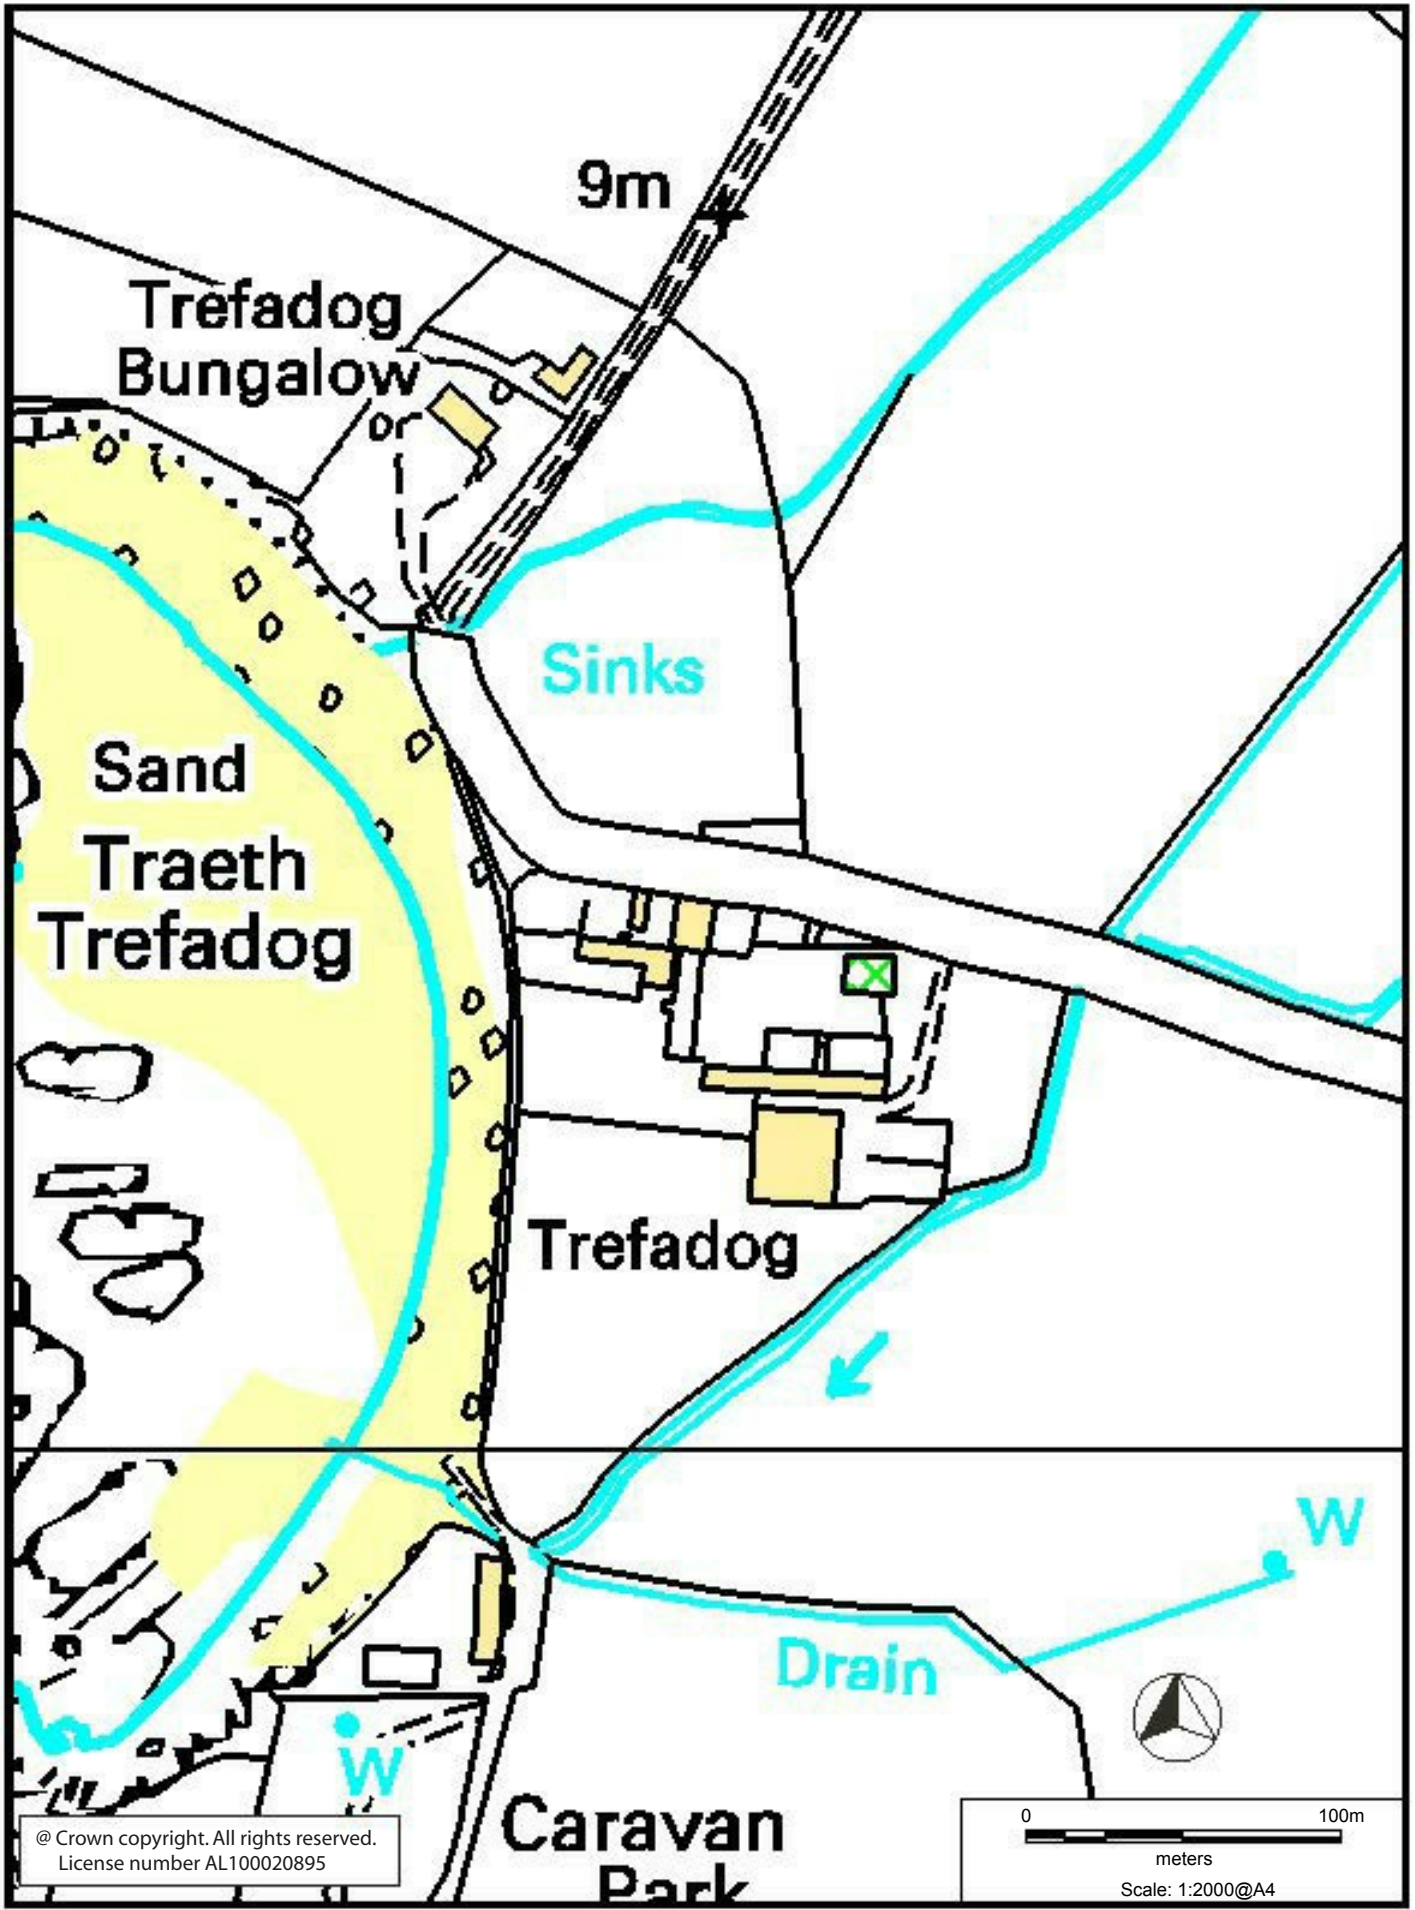 9m
Trefadog
Bungalow
Sinks
Sand
Traeth
Trefadog
Trefadog
W
Drain
W
Caravan
Park
@ Crown copyright. All rights reserved.
License number AL100020895
0 100m
meters
Scale: 1:2000@A4